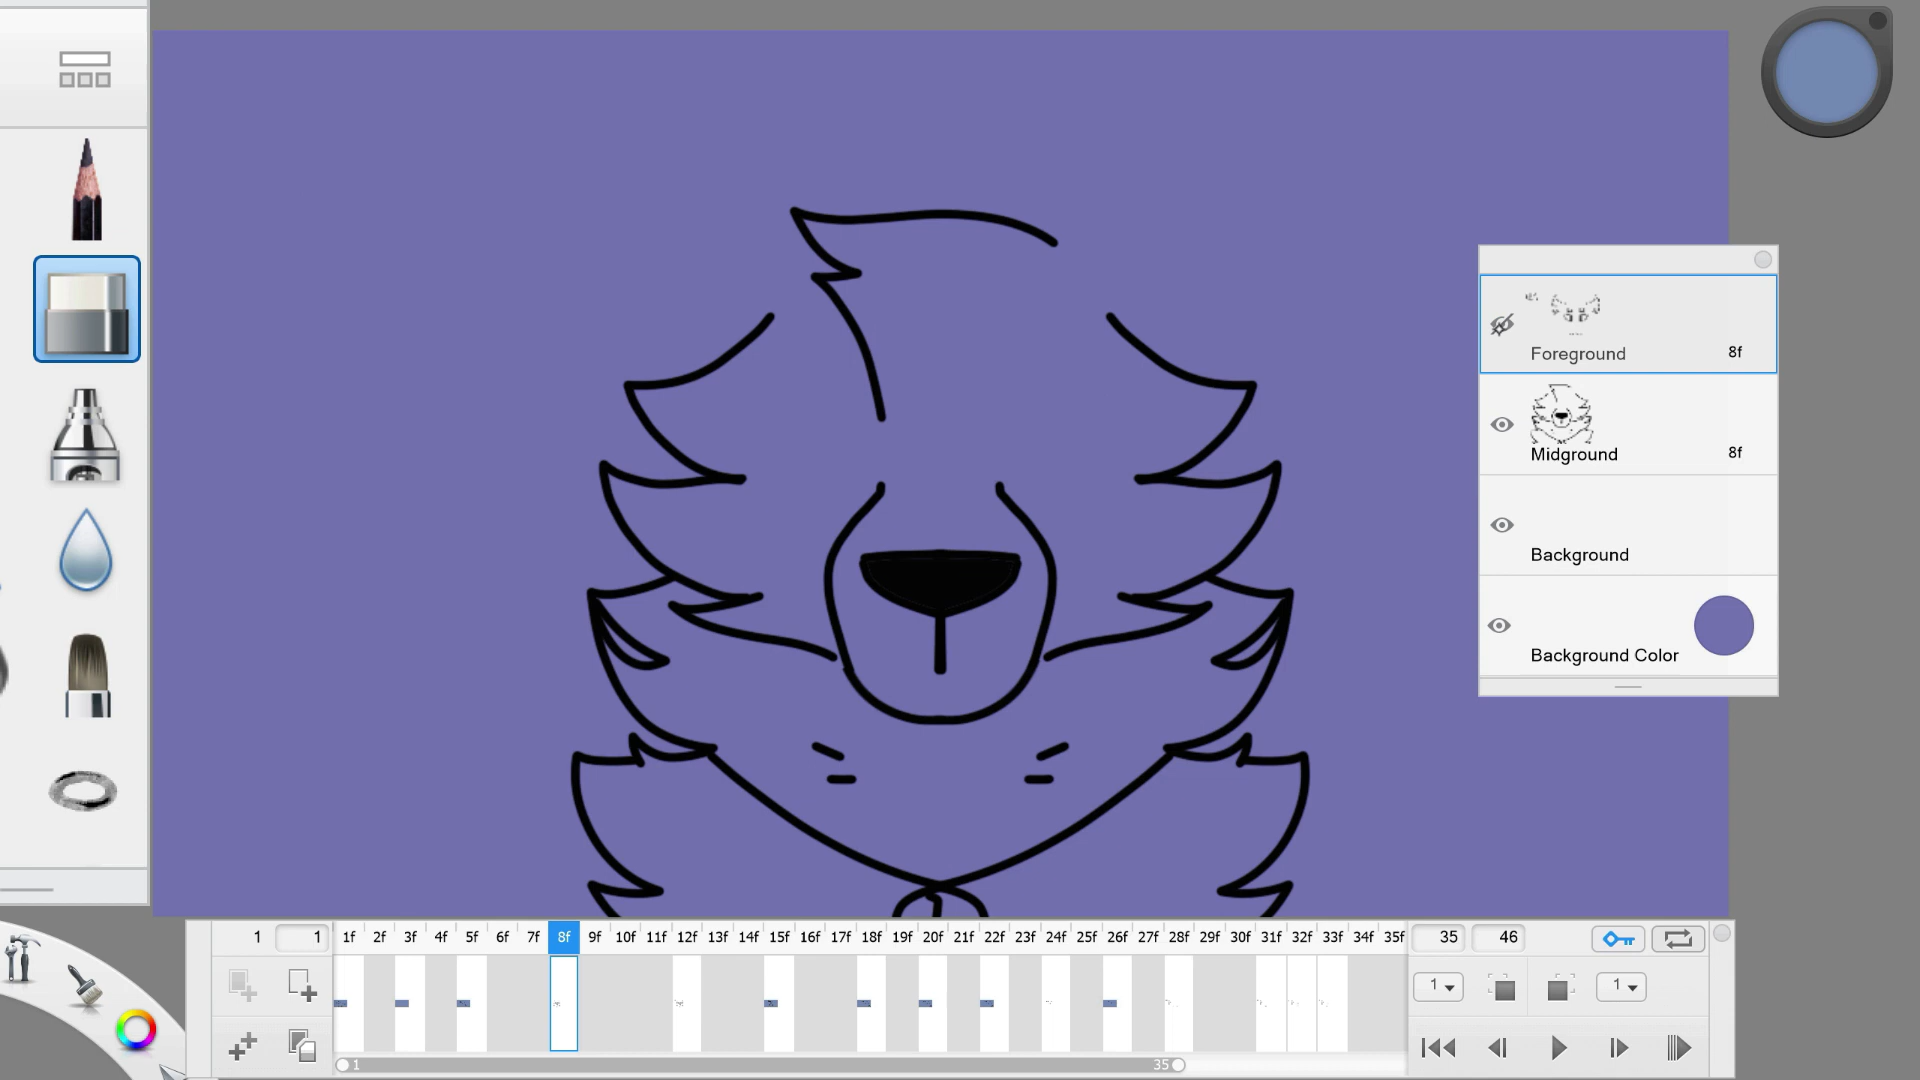 Foreground 8f
Midground 8f
Background
Background Color
1 1 1f 2f 3f 4f 5f 6f 7f 8f 9f 10f 11f 12f 13f 14f 15f 16f 17f 18f 19f 20f 21f 22f 23f 24f 25f 26f 27f 28f 29f 30f 31f 32f 33f 34f 35f 35 46
1 1
1 35